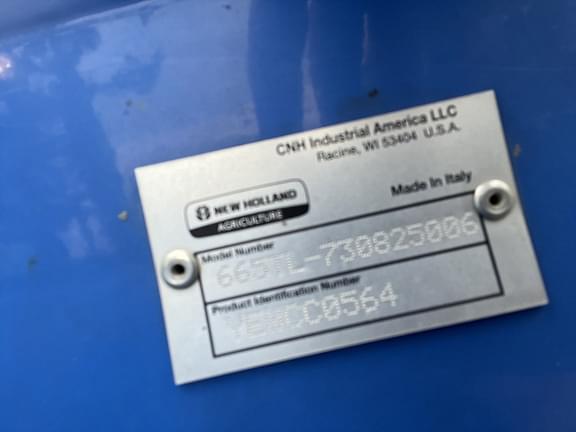 CNH Industrial America LLC
Racine, WI 53404 U.S.A.
NEW HOLLAND
AGRICULTURE
Made In Italy
Model Number
665TL-730825006
Product Identification Number
YENCC0564